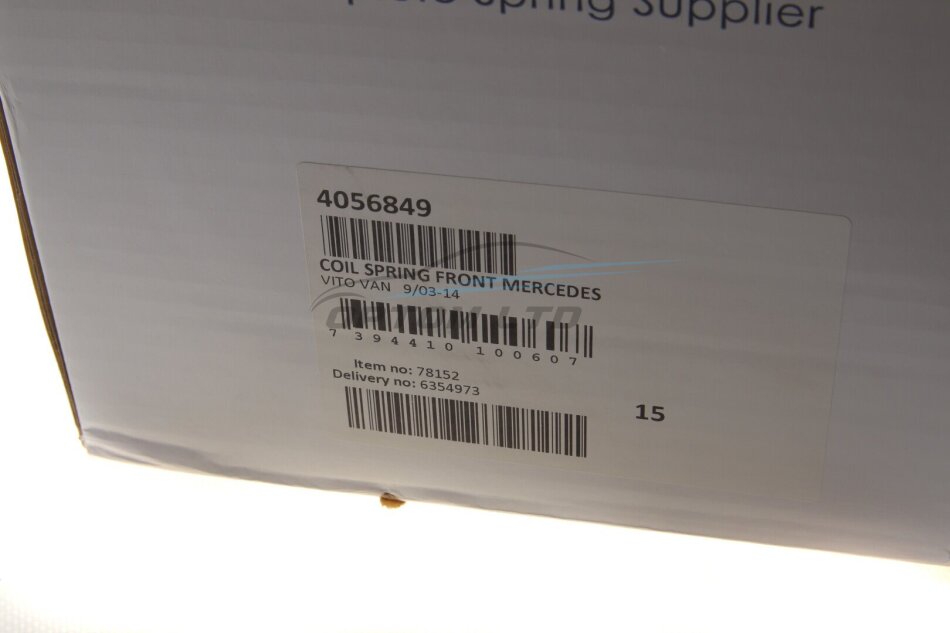 Spring Supplier
4056849
COIL SPRING FRONT MERCEDES
VITO VAN 9/03-14
7 394410 100607
Item no: 78152
Delivery no: 6354973
15